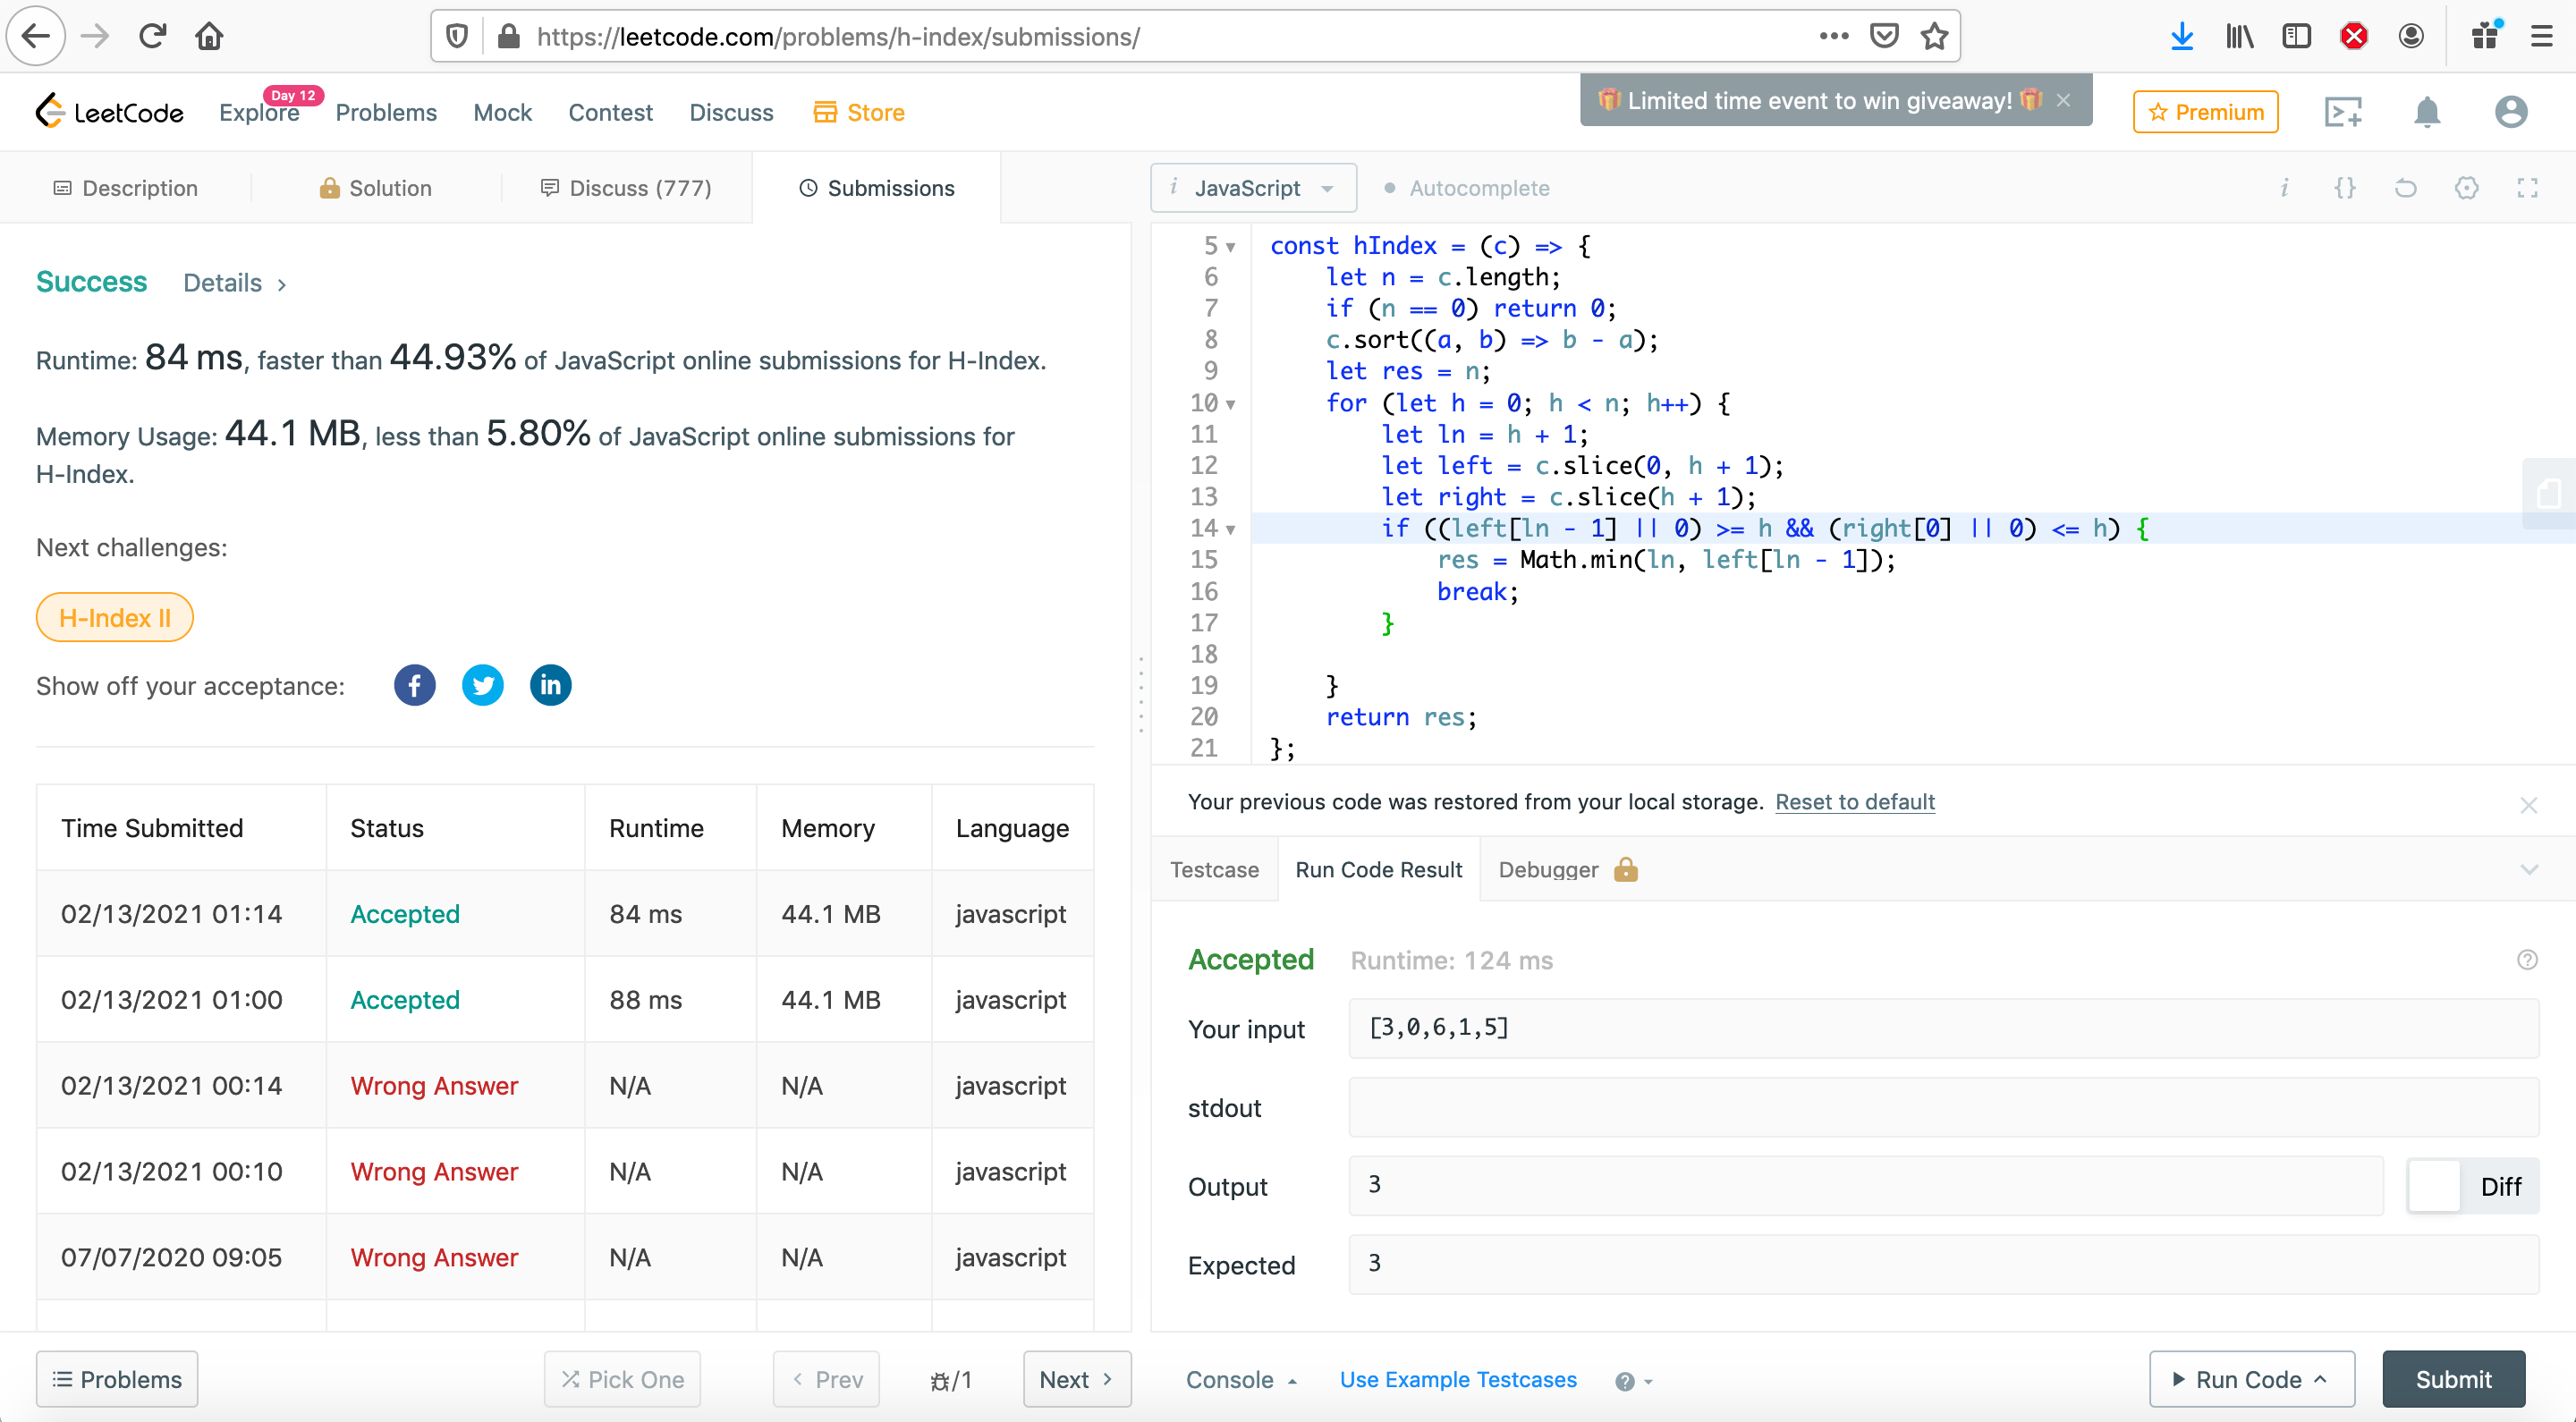 https://leetcode.com/problems/h-index/submissions/
LeetCode
Explore
Day 12
Problems
Mock
Contest
Discuss
Store
Limited time event to win giveaway!
Premium
Description
Solution
Discuss (777)
Submissions
i JavaScript
Autocomplete
Success Details >
Runtime: 84 ms, faster than 44.93% of JavaScript online submissions for H-Index.
Memory Usage: 44.1 MB, less than 5.80% of JavaScript online submissions for
H-Index.
Next challenges:
H-Index II
Show off your acceptance:
Time Submitted Status Runtime Memory Language
02/13/2021 01:14 Accepted 84 ms 44.1 MB javascript
02/13/2021 01:00 Accepted 88 ms 44.1 MB javascript
02/13/2021 00:14 Wrong Answer N/A N/A javascript
02/13/2021 00:10 Wrong Answer N/A N/A javascript
07/07/2020 09:05 Wrong Answer N/A N/A javascript
Problems
Pick One
< Prev
/1
Next >
5 const hIndex = (c) => {
6 let n = c.length;
7 if (n == 0) return 0;
8 c.sort((a, b) => b - a);
9 let res = n;
10 for (let h = 0; h < n; h++) {
11 let ln = h + 1;
12 let left = c.slice(0, h + 1);
13 let right = c.slice(h + 1);
14 if ((left[ln - 1] || 0) >= h && (right[0] || 0) <= h) {
15 res = Math.min(ln, left[ln - 1]);
16 break;
17 }
18
19 }
20 return res;
21 };
Your previous code was restored from your local storage. Reset to default
Testcase
Run Code Result
Debugger
Accepted Runtime: 124 ms
Your input [3,0,6,1,5]
stdout
Output 3 Diff
Expected 3
Console
Use Example Testcases
Run Code
Submit